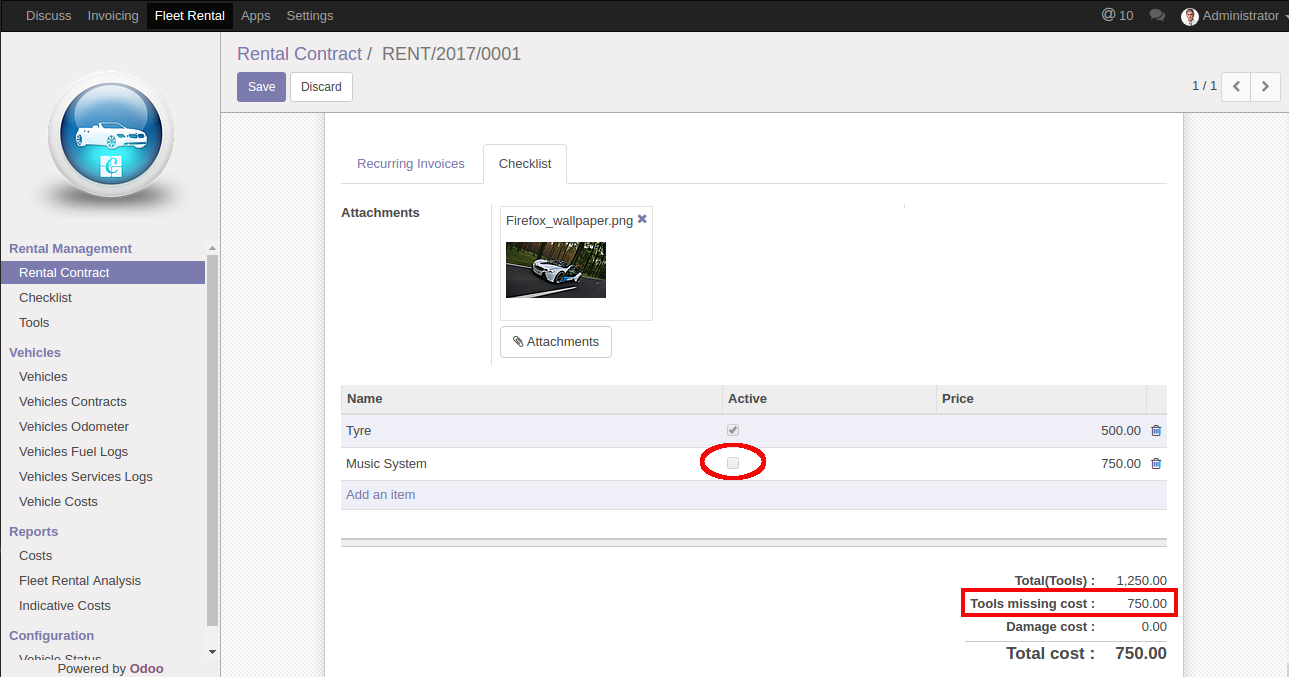 Discuss Invoicing Fleet Rental Apps Settings @ 10 Administrator
Rental Contract / RENT/2017/0001
Save Discard
1 / 1
Rental Management
Rental Contract
Checklist
Tools
Vehicles
Vehicles
Vehicles Contracts
Vehicles Odometer
Vehicles Fuel Logs
Vehicles Services Logs
Vehicle Costs
Reports
Costs
Fleet Rental Analysis
Indicative Costs
Configuration
Vehicle Status
Powered by Odoo
Recurring Invoices Checklist
Attachments
Firefox_wallpaper.png
Attachments
Name Active Price
Tyre 500.00
Music System 750.00
Add an item
Total(Tools) : 1,250.00
Tools missing cost : 750.00
Damage cost : 0.00
Total cost : 750.00